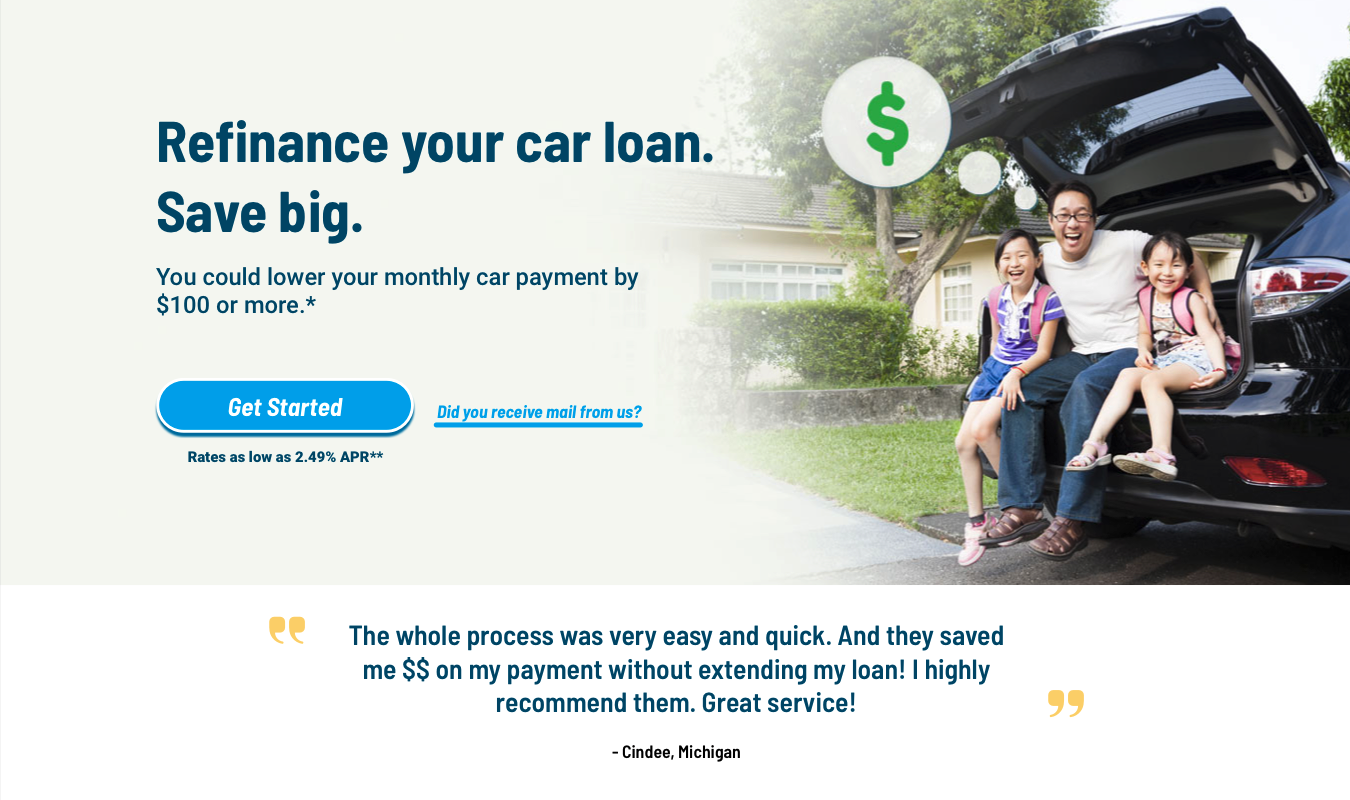 Refinance your car loan.
Save big.
You could lower your monthly car payment by
$100 or more.*
Get Started
Did you receive mail from us?
Rates as low as 2.49% APR**
$
❝ The whole process was very easy and quick. And they saved
me $$ on my payment without extending my loan! I highly
recommend them. Great service! ❞
- Cindee, Michigan